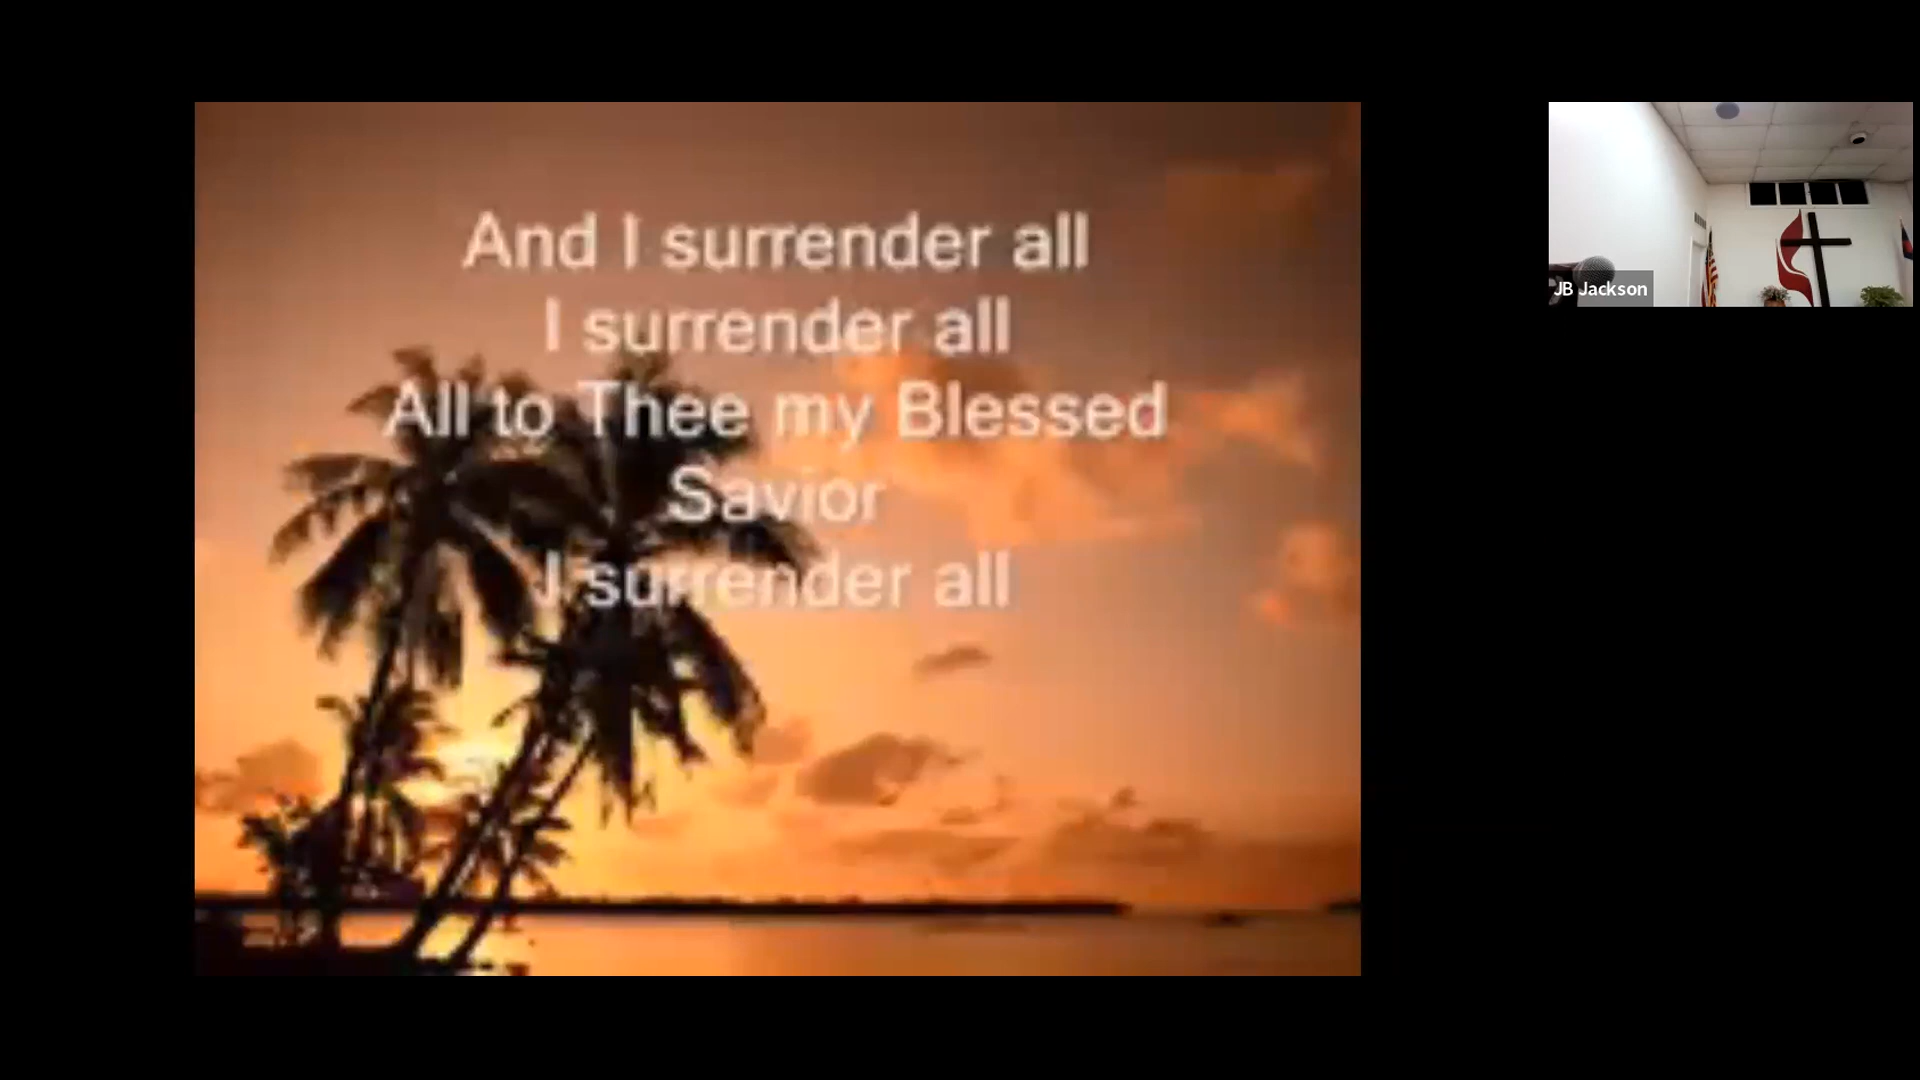 And I surrender all
I surrender all
All to Thee my Blessed
Savior
I surrender all
JB Jackson